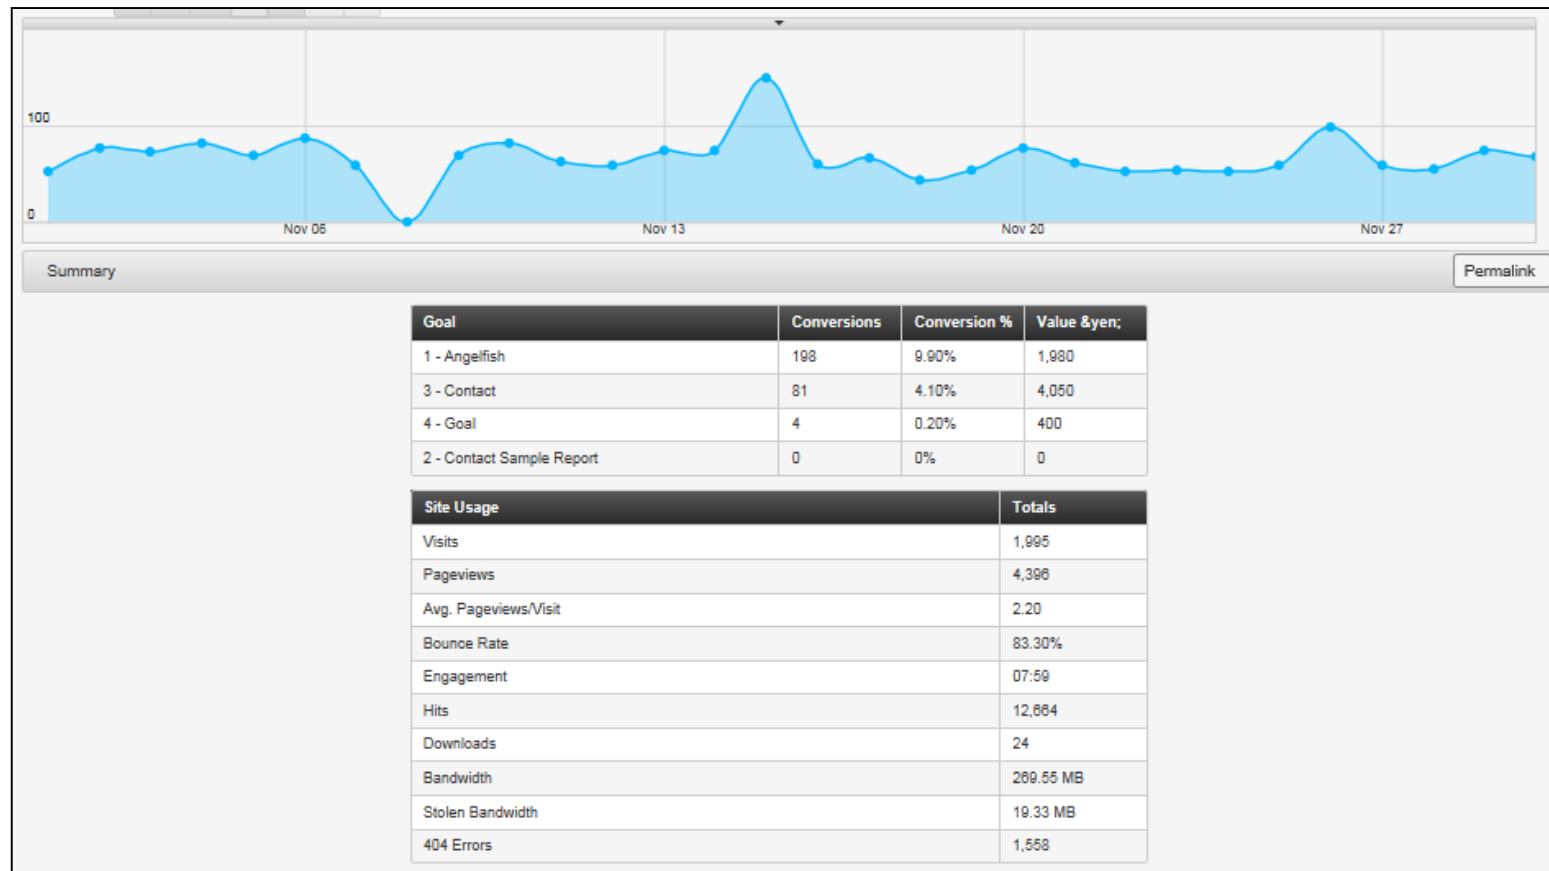 100
0
Nov 06 Nov 13 Nov 20 Nov 27
Summary Permalink
Goal Conversions Conversion % Value &yen;
1 - Angelfish 198 9.90% 1,980
3 - Contact 81 4.10% 4,050
4 - Goal 4 0.20% 400
2 - Contact Sample Report 0 0% 0
Site Usage Totals
Visits 1,995
Pageviews 4,396
Avg. Pageviews/Visit 2.20
Bounce Rate 83.30%
Engagement 07:59
Hits 12,664
Downloads 24
Bandwidth 269.55 MB
Stolen Bandwidth 19.33 MB
404 Errors 1,558